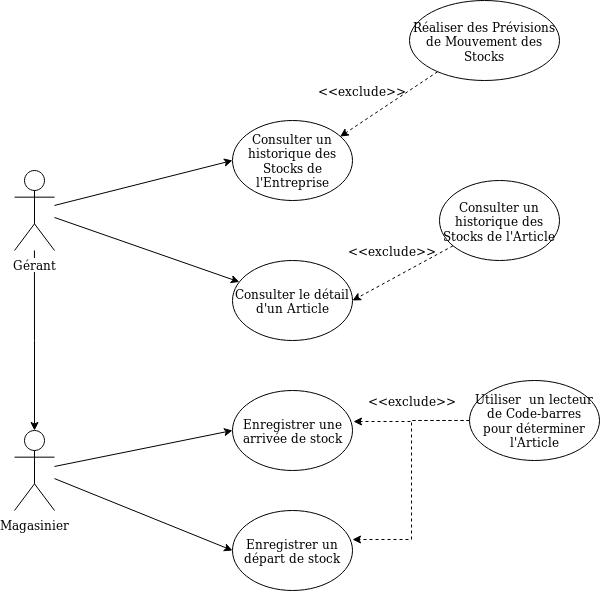 Réaliser des Prévisions
de Mouvement des
Stocks
<<exclude>>
Consulter un
historique des
Stocks de
l'Entreprise
Consulter un
historique des
Stocks de l'Article
<<exclude>>
Gérant
Consulter le détail
d'un Article
<<exclude>>
Utiliser un lecteur
de Code-barres
pour déterminer
l'Article
Enregistrer une
arrivée de stock
Magasinier
Enregistrer un
départ de stock